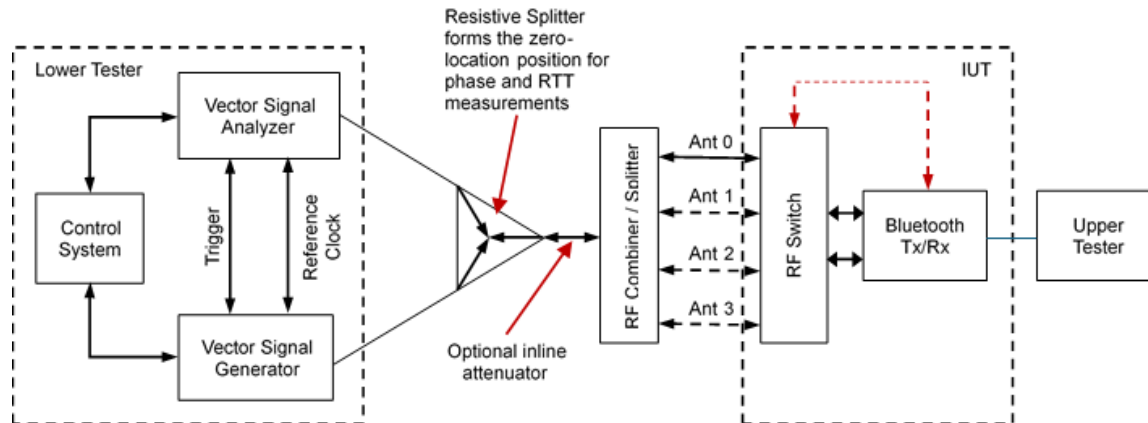 Resistive Splitter
forms the zero-
location position for
phase and RTT
measurements
Lower Tester
IUT
Vector Signal
Analyzer
Ant 0
Ant 1
Ant 2
Ant 3
Control
System
Trigger
Reference
Clock
RF Combiner / Splitter
RF Switch
Bluetooth
Tx/Rx
Upper
Tester
Vector Signal
Generator
Optional inline
attenuator